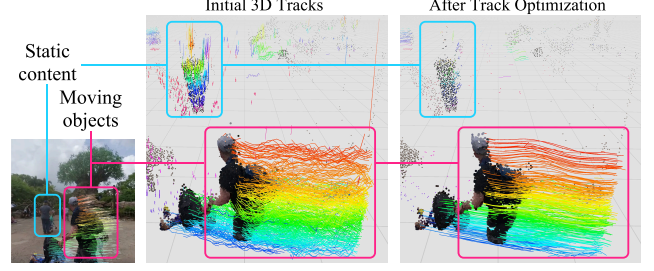 Initial 3D Tracks
After Track Optimization
Static
content
Moving
objects